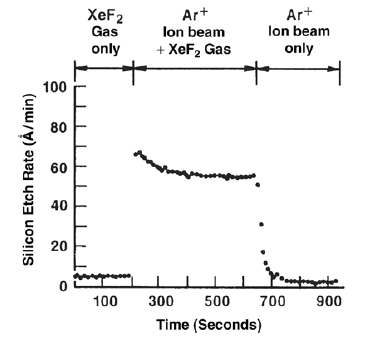 XeF2 Ar+ Ar+
Gas Ion beam Ion beam
only + XeF2 Gas only
100
80
60
40
20
0
Silicon Etch Rate (Å/min)
100 300 500 700 900
Time (Seconds)